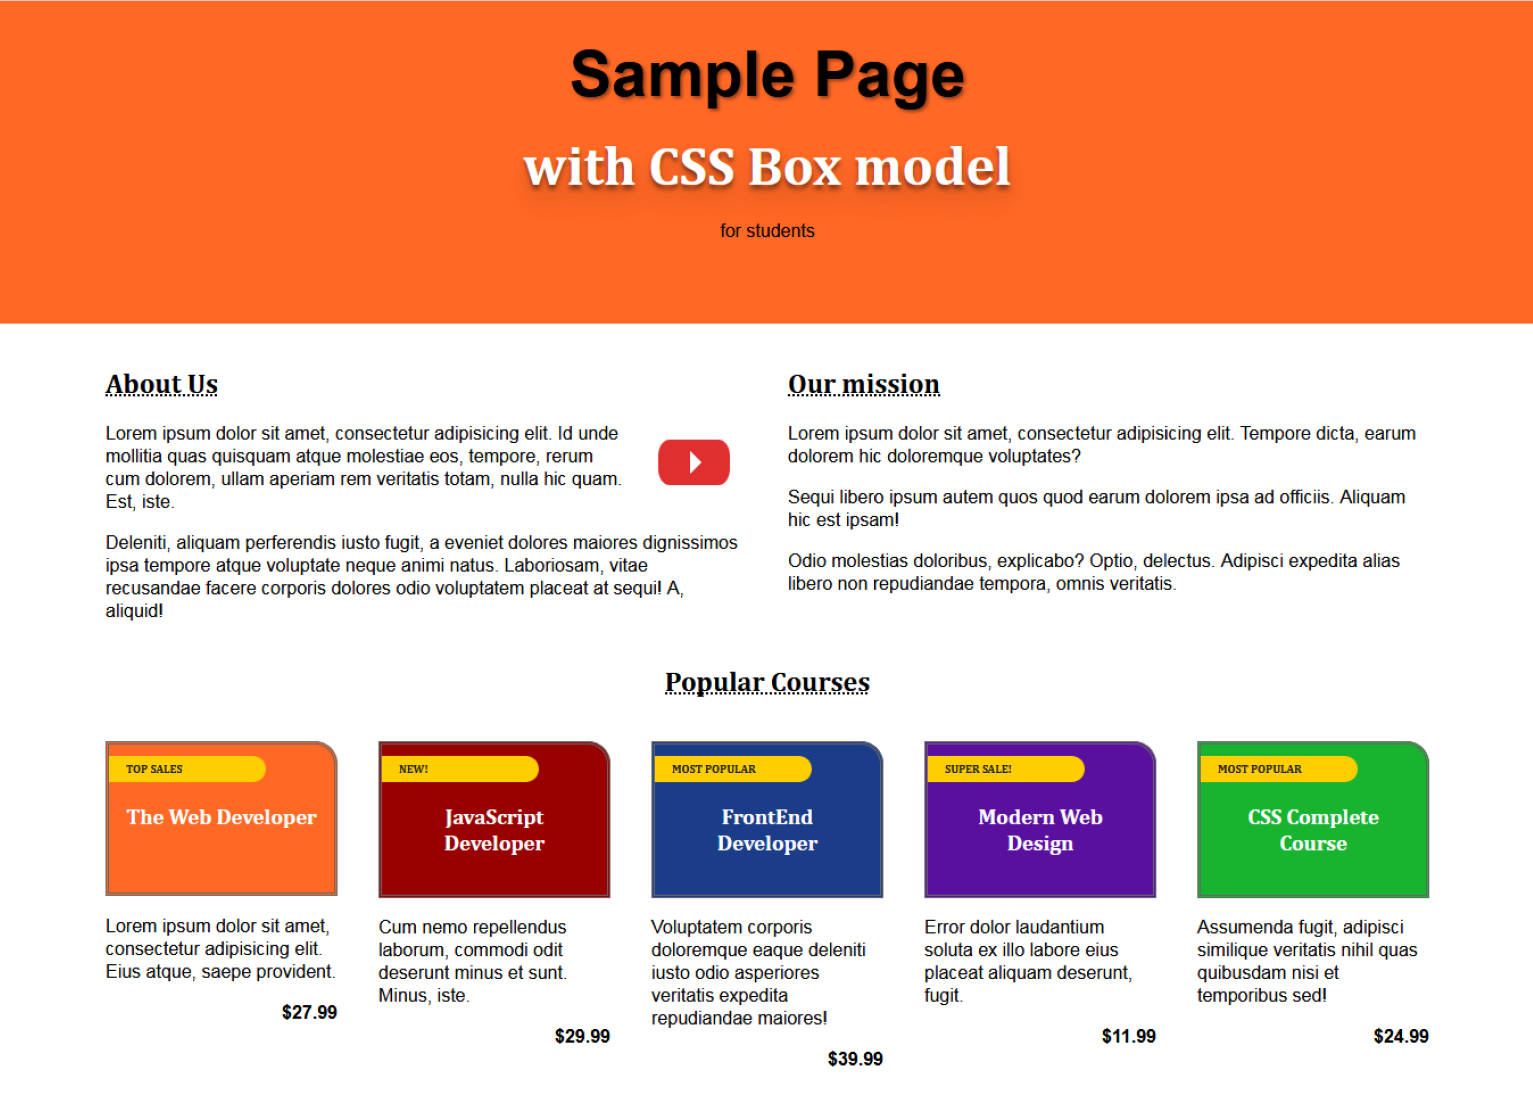 Sample Page
with CSS Box model
for students
About Us
Lorem ipsum dolor sit amet, consectetur adipisicing elit. Id unde
mollitia quas quisquam atque molestiae eos, tempore, rerum
cum dolorem, ullam aperiam rem veritatis totam, nulla hic quam.
Est, iste.
Deleniti, aliquam perferendis iusto fugit, a eveniet dolores maiores dignissimos
ipsa tempore atque voluptate neque animi natus. Laboriosam, vitae
recusandae facere corporis dolores odio voluptatem placeat at sequi! A,
aliquid!
Our mission
Lorem ipsum dolor sit amet, consectetur adipisicing elit. Tempore dicta, earum
dolorem hic doloremque voluptates?
Sequi libero ipsum autem quos quod earum dolorem ipsa ad officiis. Aliquam
hic est ipsam!
Odio molestias doloribus, explicabo? Optio, delectus. Adipisci expedita alias
libero non repudiandae tempora, omnis veritatis.
Popular Courses
TOP SALES
The Web Developer
Lorem ipsum dolor sit amet,
consectetur adipisicing elit.
Eius atque, saepe provident.
$27.99
NEW!
JavaScript
Developer
Cum nemo repellendus
laborum, commodi odit
deserunt minus et sunt.
Minus, iste.
$29.99
MOST POPULAR
FrontEnd
Developer
Voluptatem corporis
doloremque eaque deleniti
iusto odio asperiores
veritatis expedita
repudiandae maiores!
$39.99
SUPER SALE!
Modern Web
Design
Error dolor laudantium
soluta ex illo labore eius
placeat aliquam deserunt,
fugit.
$11.99
MOST POPULAR
CSS Complete
Course
Assumenda fugit, adipisci
similique veritatis nihil quas
quibusdam nisi et
temporibus sed!
$24.99